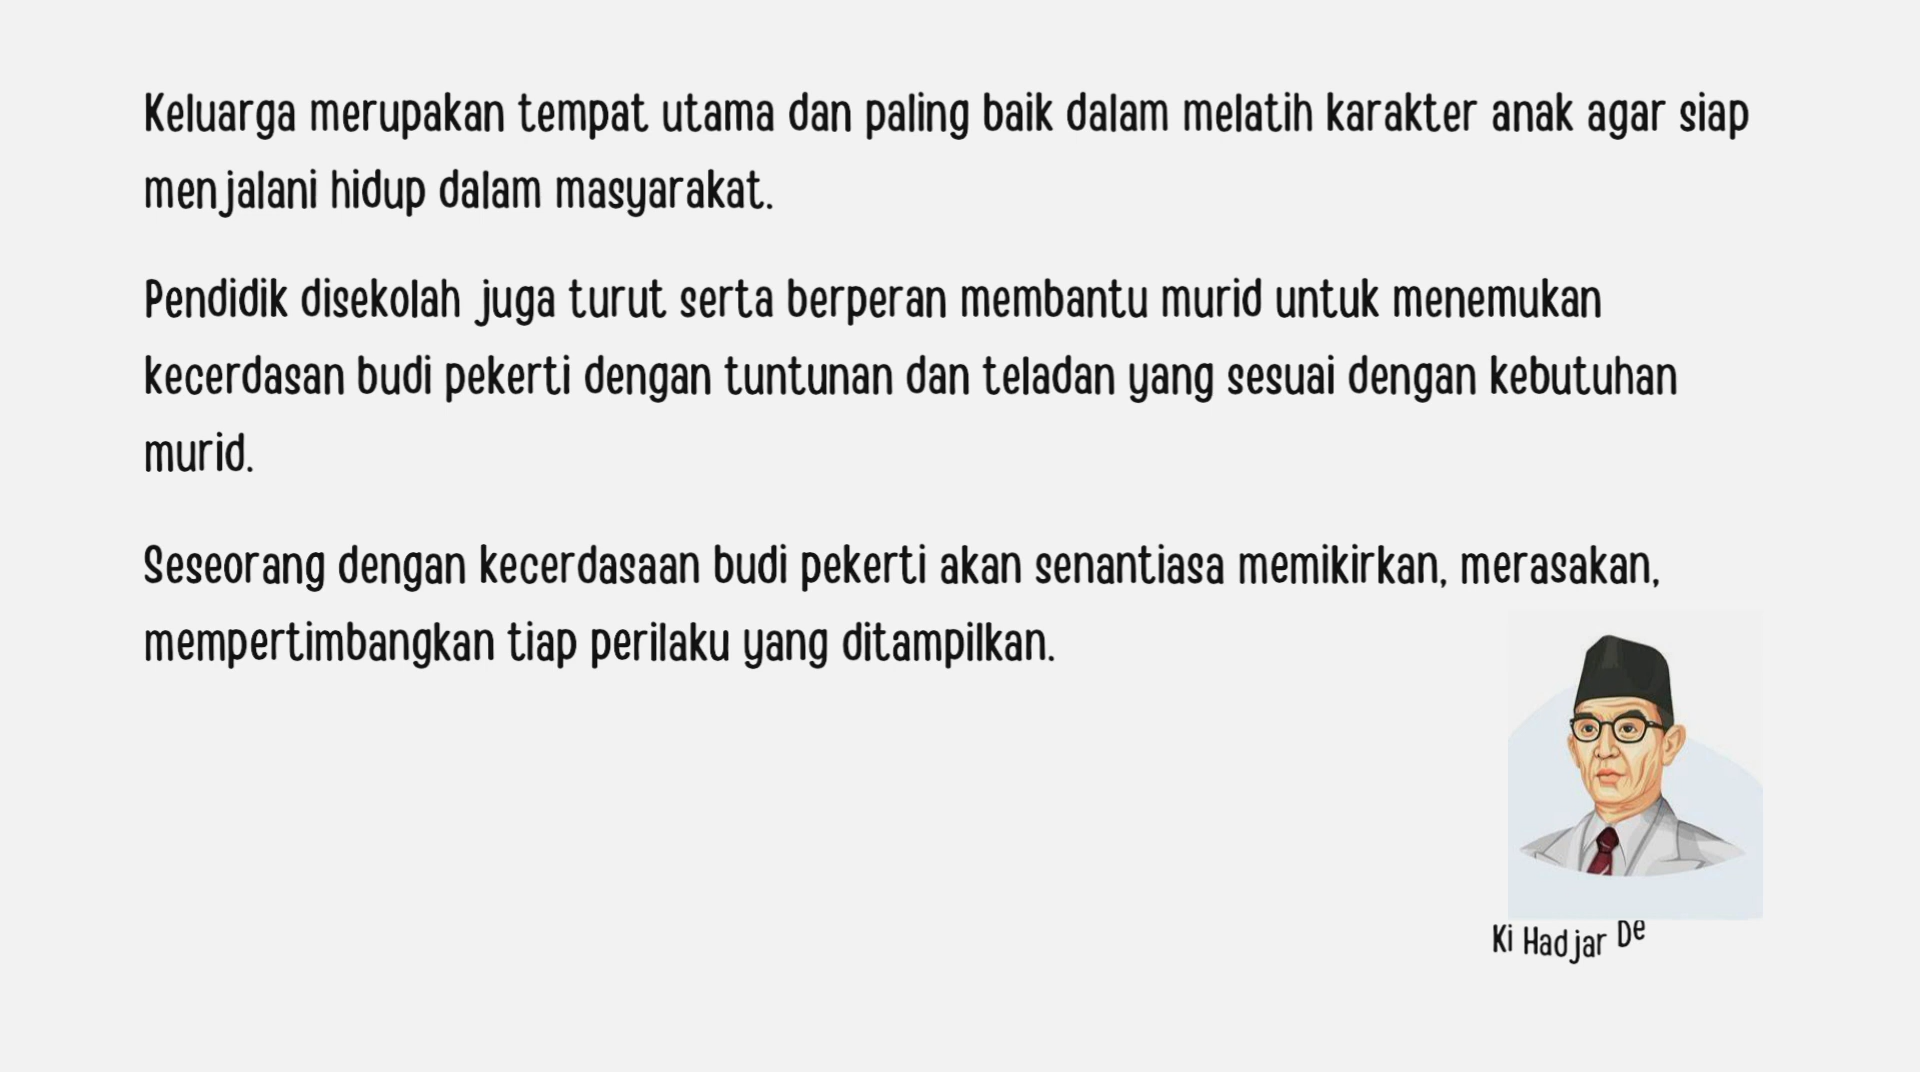 Keluarga merupakan tempat utama dan paling baik dalam melatih karakter anak agar siap
menjalani hidup dalam masyarakat.
Pendidik disekolah juga turut serta berperan membantu murid untuk menemukan
kecerdasan budi pekerti dengan tuntunan dan teladan yang sesuai dengan kebutuhan
murid.
Seseorang dengan kecerdasaan budi pekerti akan senantiasa memikirkan, merasakan,
mempertimbangkan tiap perilaku yang ditampilkan.
Ki Hadjar De